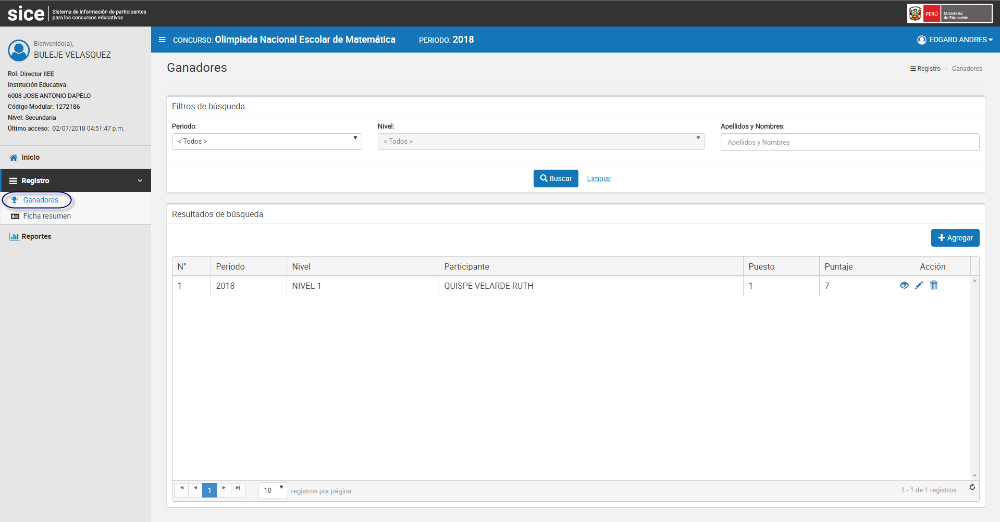 sice Sistema de información de participantes
para los concursos educativos
PERÚ Ministerio
de Educación
Bienvenido(a),
BULEJE VELASQUEZ
Rol: Director IIEE
Institución Educativa:
6008 JOSE ANTONIO DAPELO
Código Modular: 1272186
Nivel: Secundaria
Último acceso: 02/07/2018 04:51:47 p.m.
Inicio
Registro
Ganadores
Ficha resumen
Reportes
CONCURSO: Olimpiada Nacional Escolar de Matemática PERIODO: 2018 EDGARD ANDRES
Ganadores
Registro > Ganadores
Filtros de búsqueda
Periodo: Nivel: Apellidos y Nombres:
< Todos > < Todos > Apellidos y Nombres
Buscar Limpiar
Resultados de búsqueda
Agregar
N° Periodo Nivel Participante Puesto Puntaje Acción
1 2018 NIVEL 1 QUISPE VELARDE RUTH 1 7
1 10 registros por página 1 - 1 de 1 registros